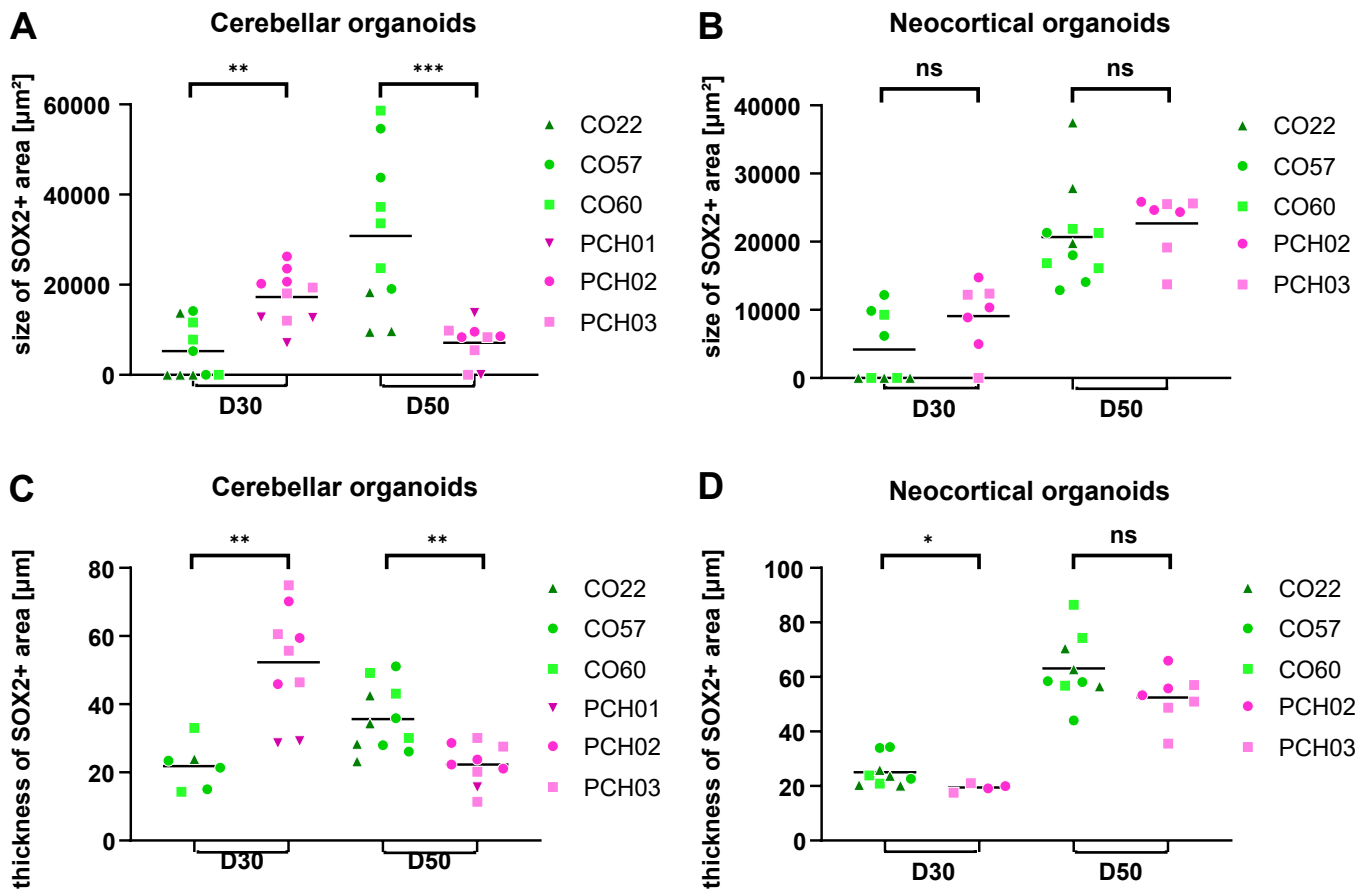 A
Cerebellar organoids
size of SOX2+ area [µm²]
60000
40000
20000
0
**
***
D30
D50
CO22
CO57
CO60
PCH01
PCH02
PCH03
B
Neocortical organoids
size of SOX2+ area [µm²]
40000
30000
20000
10000
0
ns
ns
D30
D50
CO22
CO57
CO60
PCH02
PCH03
C
Cerebellar organoids
thickness of SOX2+ area [µm]
80
60
40
20
0
**
**
D30
D50
CO22
CO57
CO60
PCH01
PCH02
PCH03
D
Neocortical organoids
thickness of SOX2+ area [µm]
100
80
60
40
20
0
*
ns
D30
D50
CO22
CO57
CO60
PCH02
PCH03